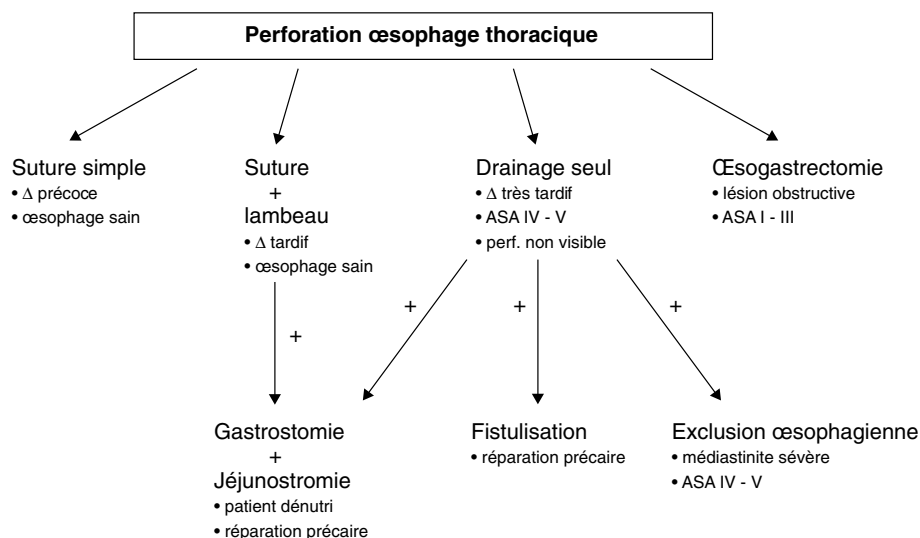 Perforation œsophage thoracique
Suture simple
• Δ précoce
• œsophage sain
Suture
+
lambeau
• Δ tardif
• œsophage sain
Drainage seul
• Δ très tardif
• ASA IV - V
• perf. non visible
Œsogastrectomie
• lésion obstructive
• ASA I - III
+
+
+
+
Gastrostomie
+
Jéjunostromie
• patient dénutri
• réparation précaire
Fistulisation
• réparation précaire
Exclusion œsophagienne
• médiastinite sévère
• ASA IV - V